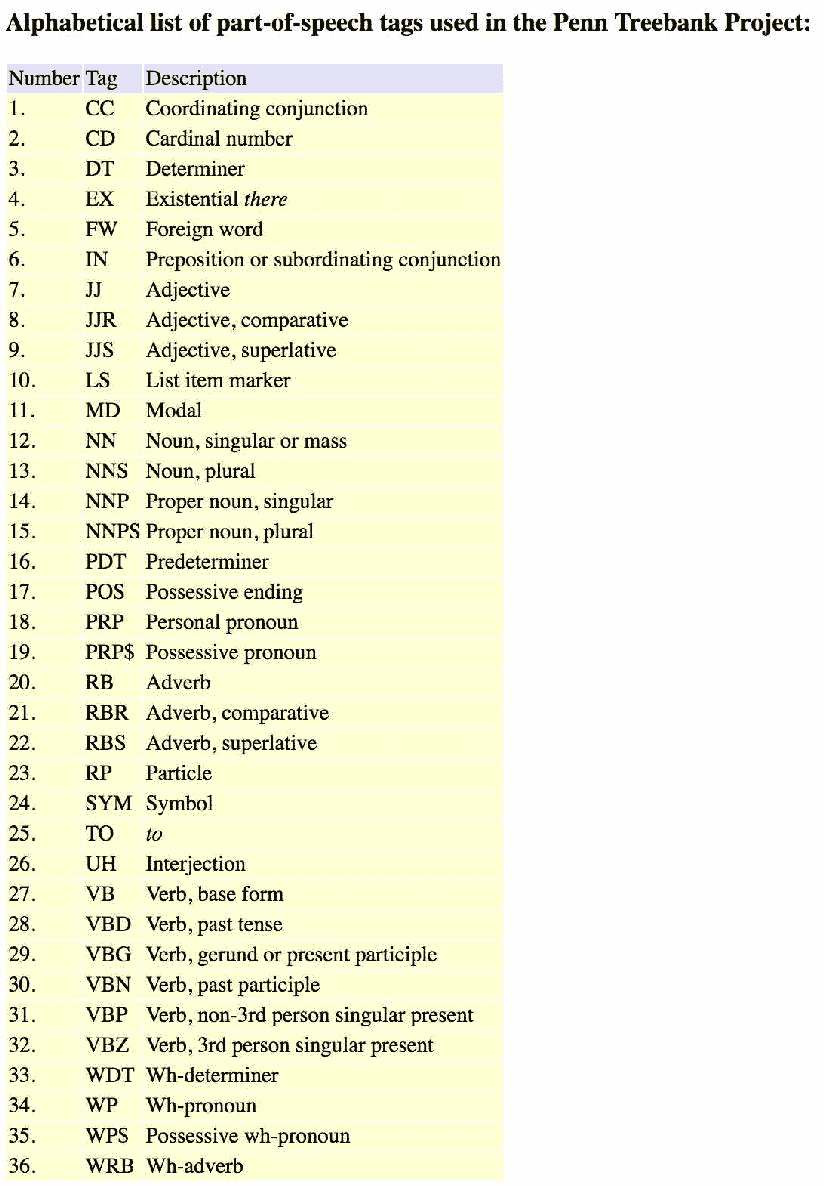 Alphabetical list of part-of-speech tags used in the Penn Treebank Project:
Number Tag Description
1. CC Coordinating conjunction
2. CD Cardinal number
3. DT Determiner
4. EX Existential there
5. FW Foreign word
6. IN Preposition or subordinating conjunction
7. JJ Adjective
8. JJR Adjective, comparative
9. JJS Adjective, superlative
10. LS List item marker
11. MD Modal
12. NN Noun, singular or mass
13. NNS Noun, plural
14. NNP Proper noun, singular
15. NNPS Proper noun, plural
16. PDT Predeterminer
17. POS Possessive ending
18. PRP Personal pronoun
19. PRP$ Possessive pronoun
20. RB Adverb
21. RBR Adverb, comparative
22. RBS Adverb, superlative
23. RP Particle
24. SYM Symbol
25. TO to
26. UH Interjection
27. VB Verb, base form
28. VBD Verb, past tense
29. VBG Verb, gerund or present participle
30. VBN Verb, past participle
31. VBP Verb, non-3rd person singular present
32. VBZ Verb, 3rd person singular present
33. WDT Wh-determiner
34. WP Wh-pronoun
35. WP$ Possessive wh-pronoun
36. WRB Wh-adverb